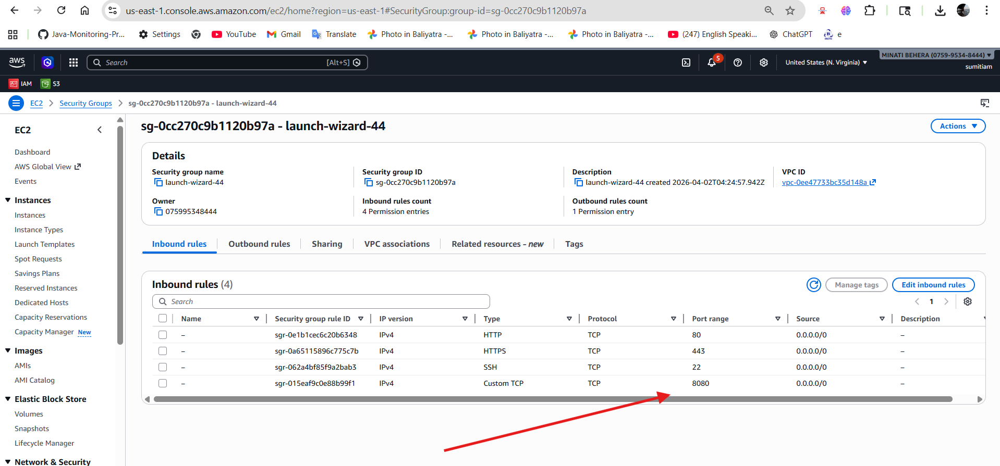 us-east-1.console.aws.amazon.com/ec2/home?region=us-east-1#SecurityGroup:group-id=sg-0cc270c9b1120b97a
Java-Monitoring-Pr... Settings YouTube Gmail Translate Photo in Baliyatra -... Photo in Baliyatra -... Photo in Baliyatra -... (247) English Speaki... ChatGPT e
aws Search [Alt+S] 5 United States (N. Virginia) MINATI BEHERA (0759-9534-8444)
sumitiam
IAM S3
EC2 Security Groups sg-0cc270c9b1120b97a - launch-wizard-44
EC2
Dashboard
AWS Global View
Events
Instances
Instances
Instance Types
Launch Templates
Spot Requests
Savings Plans
Reserved Instances
Dedicated Hosts
Capacity Reservations
Capacity Manager New
Images
AMIs
AMI Catalog
Elastic Block Store
Volumes
Snapshots
Lifecycle Manager
Network & Security
sg-0cc270c9b1120b97a - launch-wizard-44 Actions
Details
Security group name Security group ID Description VPC ID
launch-wizard-44 sg-0cc270c9b1120b97a launch-wizard-44 created 2026-04-02T04:24:57.942Z vpc-0ee47733bc35d148a
Owner Inbound rules count Outbound rules count
075995348444 4 Permission entries 1 Permission entry
Inbound rules Outbound rules Sharing VPC associations Related resources - new Tags
Inbound rules (4) Manage tags Edit inbound rules
Search 1
Name Security group rule ID IP version Type Protocol Port range Source Description
– sgr-0e1b1cec6c20b6348 IPv4 HTTP TCP 80 0.0.0.0/0 –
– sgr-0a65115896c775c7b IPv4 HTTPS TCP 443 0.0.0.0/0 –
– sgr-062a4bf85f9a2bab3 IPv4 SSH TCP 22 0.0.0.0/0 –
– sgr-015eaf9c0e88b99f1 IPv4 Custom TCP TCP 8080 0.0.0.0/0 –